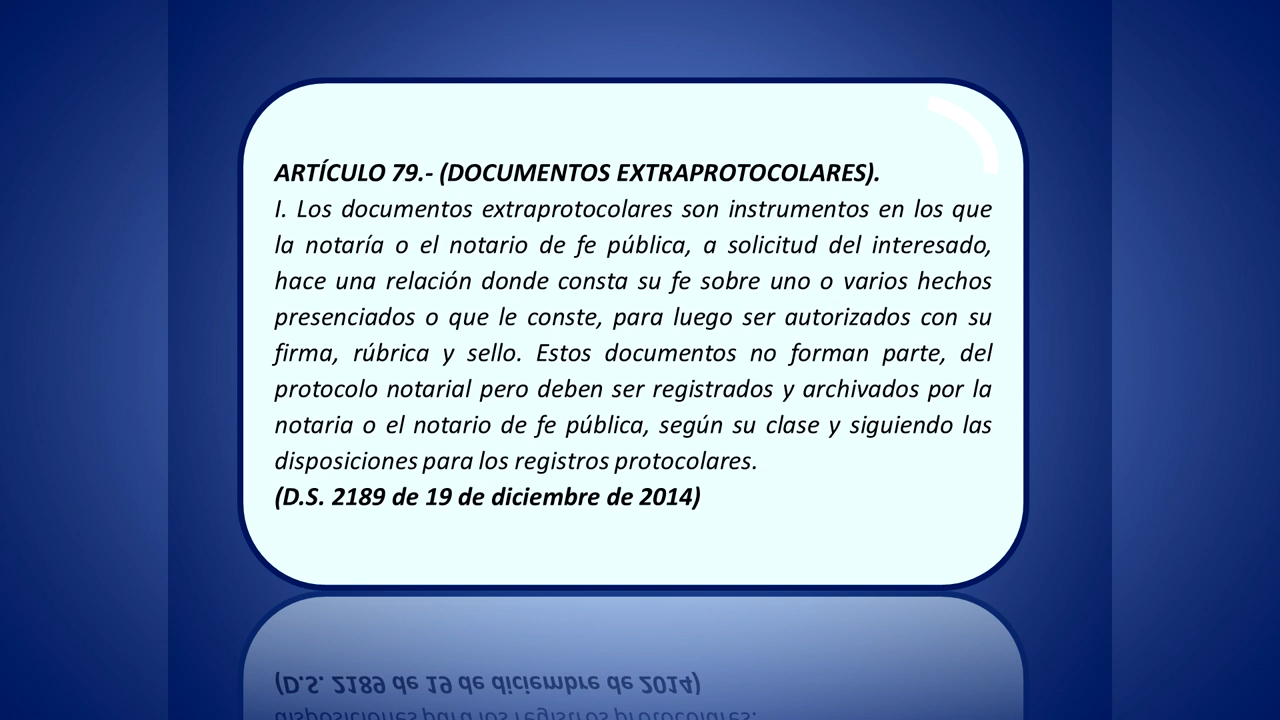 ARTÍCULO 79.- (DOCUMENTOS EXTRAPROTOCOLARES).
I. Los documentos extraprotocolares son instrumentos en los que
la notaría o el notario de fe pública, a solicitud del interesado,
hace una relación donde consta su fe sobre uno o varios hechos
presenciados o que le conste, para luego ser autorizados con su
firma, rúbrica y sello. Estos documentos no forman parte, del
protocolo notarial pero deben ser registrados y archivados por la
notaria o el notario de fe pública, según su clase y siguiendo las
disposiciones para los registros protocolares.
(D.S. 2189 de 19 de diciembre de 2014)